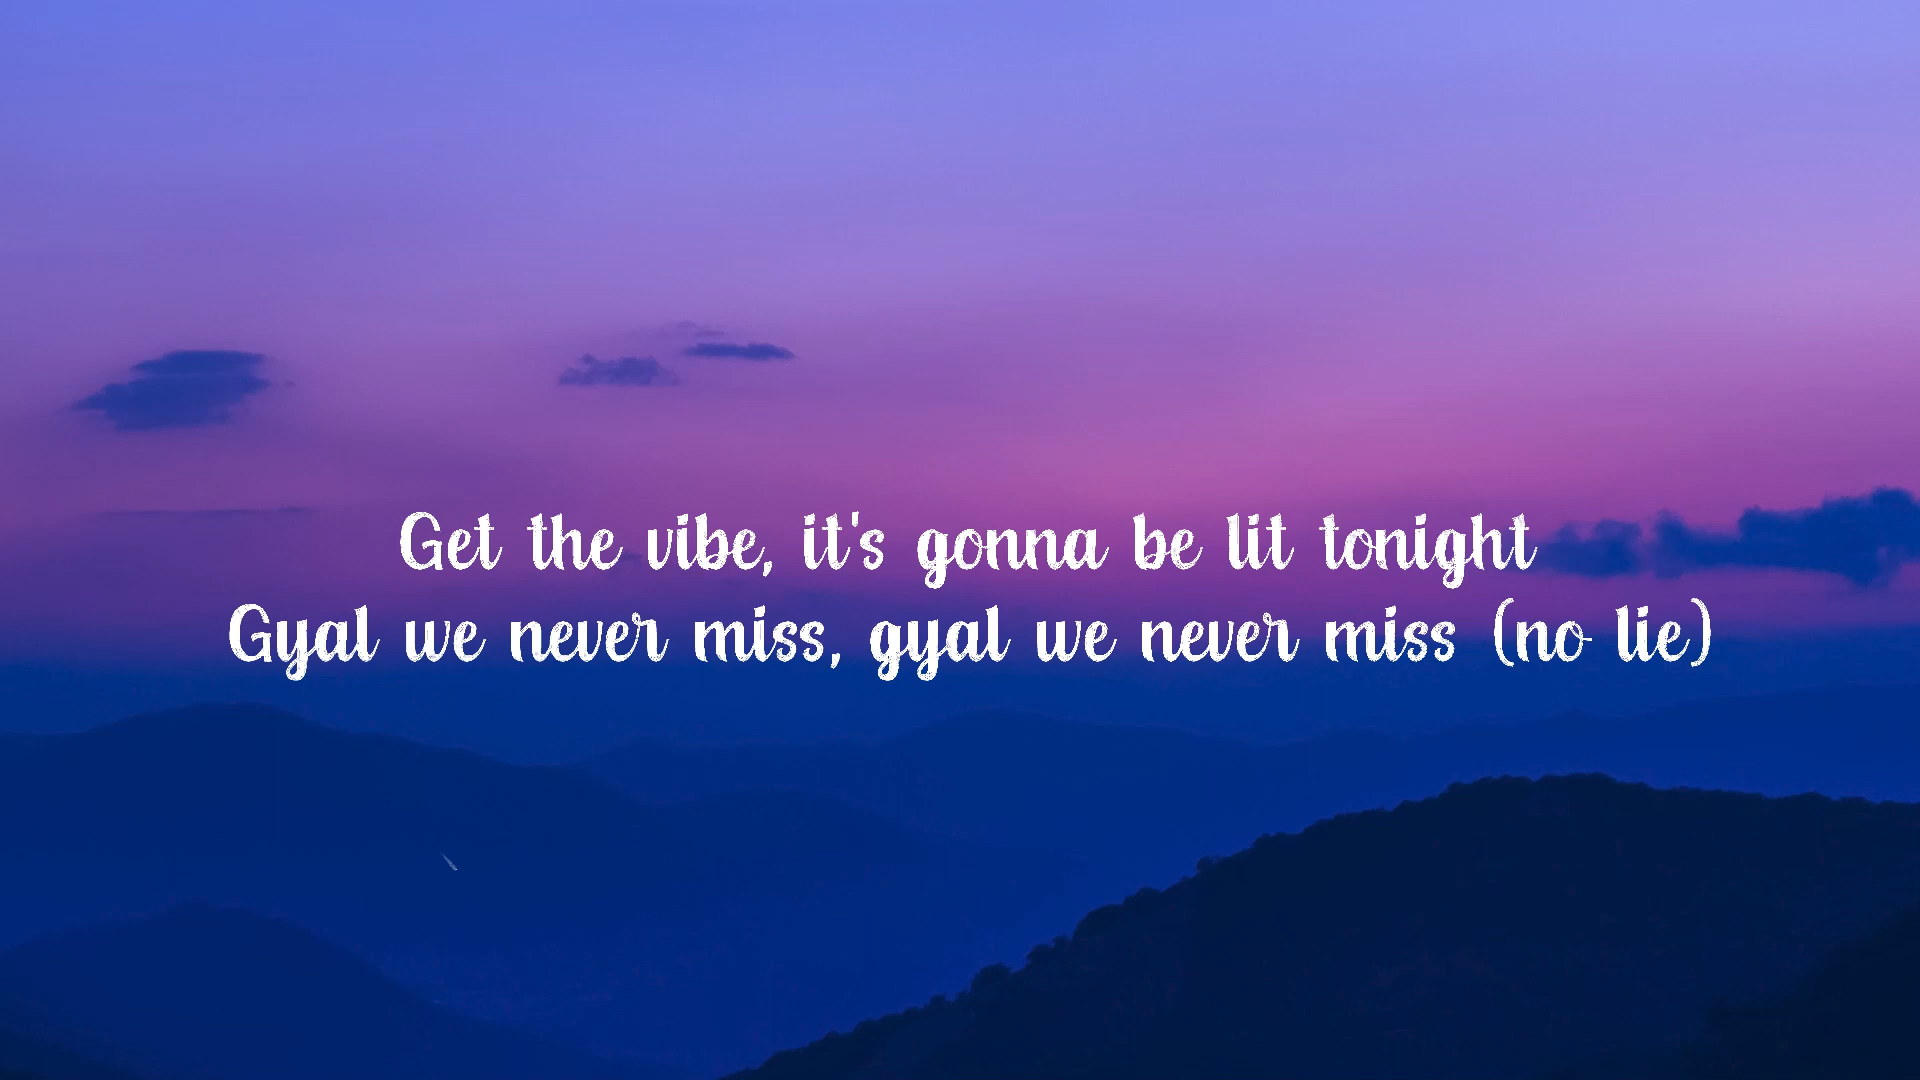 Get the vibe, it's gonna be lit tonight
Gyal we never miss, gyal we never miss (no lie)